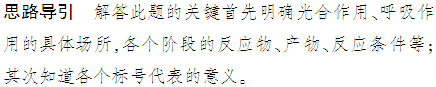 思路导引 解答此题的关键首先明确光合作用、呼吸作
用的具体场所,各个阶段的反应物、产物、反应条件等;
其次知道各个标号代表的意义。